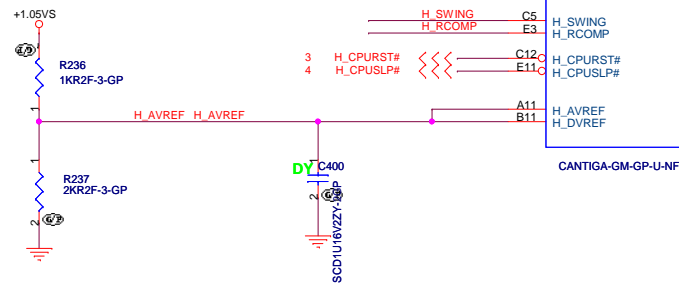 +1.05VS
H_SWING
H_RCOMP
C5
E3
H_SWING
H_RCOMP
R236
1KR2F-3-GP
2
1
3 H_CPURST#
4 H_CPUSLP#
C12
E11
H_CPURST#
H_CPUSLP#
H_AVREF H_AVREF
A11
B11
H_AVREF
H_DVREF
CANTIGA-GM-GP-U-NF
1
R237
2KR2F-3-GP
2
DY
1
C400
2